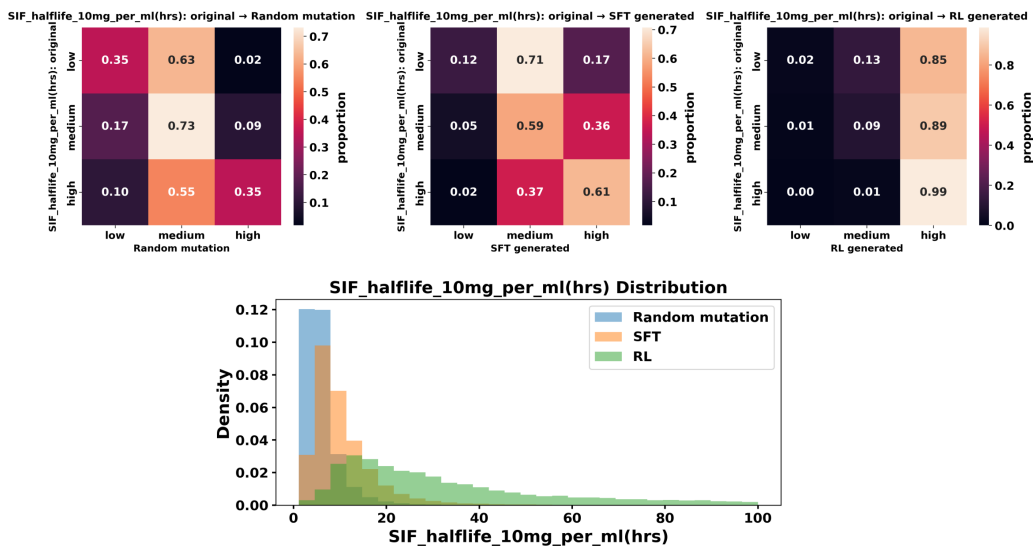 SIF_halflife_10mg_per_ml(hrs): original → Random mutation
SIF_halflife_10mg_per_ml(hrs): original
low
medium
high
0.35 0.63 0.02
0.17 0.73 0.09
0.10 0.55 0.35
low medium high
Random mutation
0.7
0.6
0.5
0.4
0.3
0.2
0.1
proportion
SIF_halflife_10mg_per_ml(hrs): original → SFT generated
SIF_halflife_10mg_per_ml(hrs): original
low
medium
high
0.12 0.71 0.17
0.05 0.59 0.36
0.02 0.37 0.61
low medium high
SFT generated
0.7
0.6
0.5
0.4
0.3
0.2
0.1
proportion
SIF_halflife_10mg_per_ml(hrs): original → RL generated
SIF_halflife_10mg_per_ml(hrs): original
low
medium
high
0.02 0.13 0.85
0.01 0.09 0.89
0.00 0.01 0.99
low medium high
RL generated
0.8
0.6
0.4
0.2
0.0
proportion
SIF_halflife_10mg_per_ml(hrs) Distribution
Density
0.12
0.10
0.08
0.06
0.04
0.02
0.00
Random mutation
SFT
RL
0 20 40 60 80 100
SIF_halflife_10mg_per_ml(hrs)